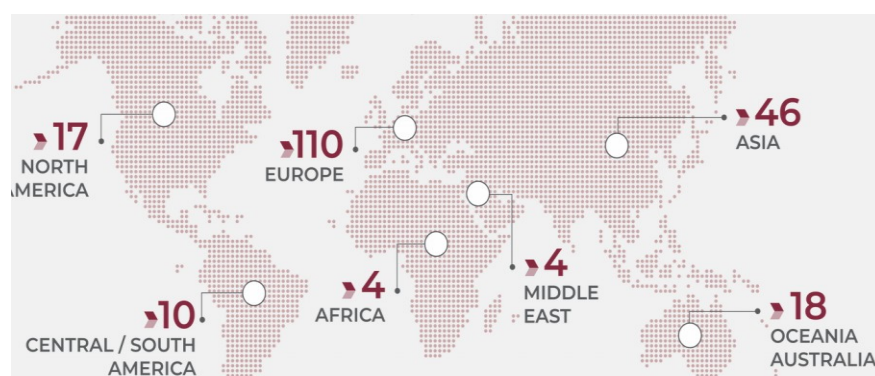 17
NORTH
AMERICA
110
EUROPE
46
ASIA
10
CENTRAL / SOUTH
AMERICA
4
AFRICA
4
MIDDLE
EAST
18
OCEANIA
AUSTRALIA